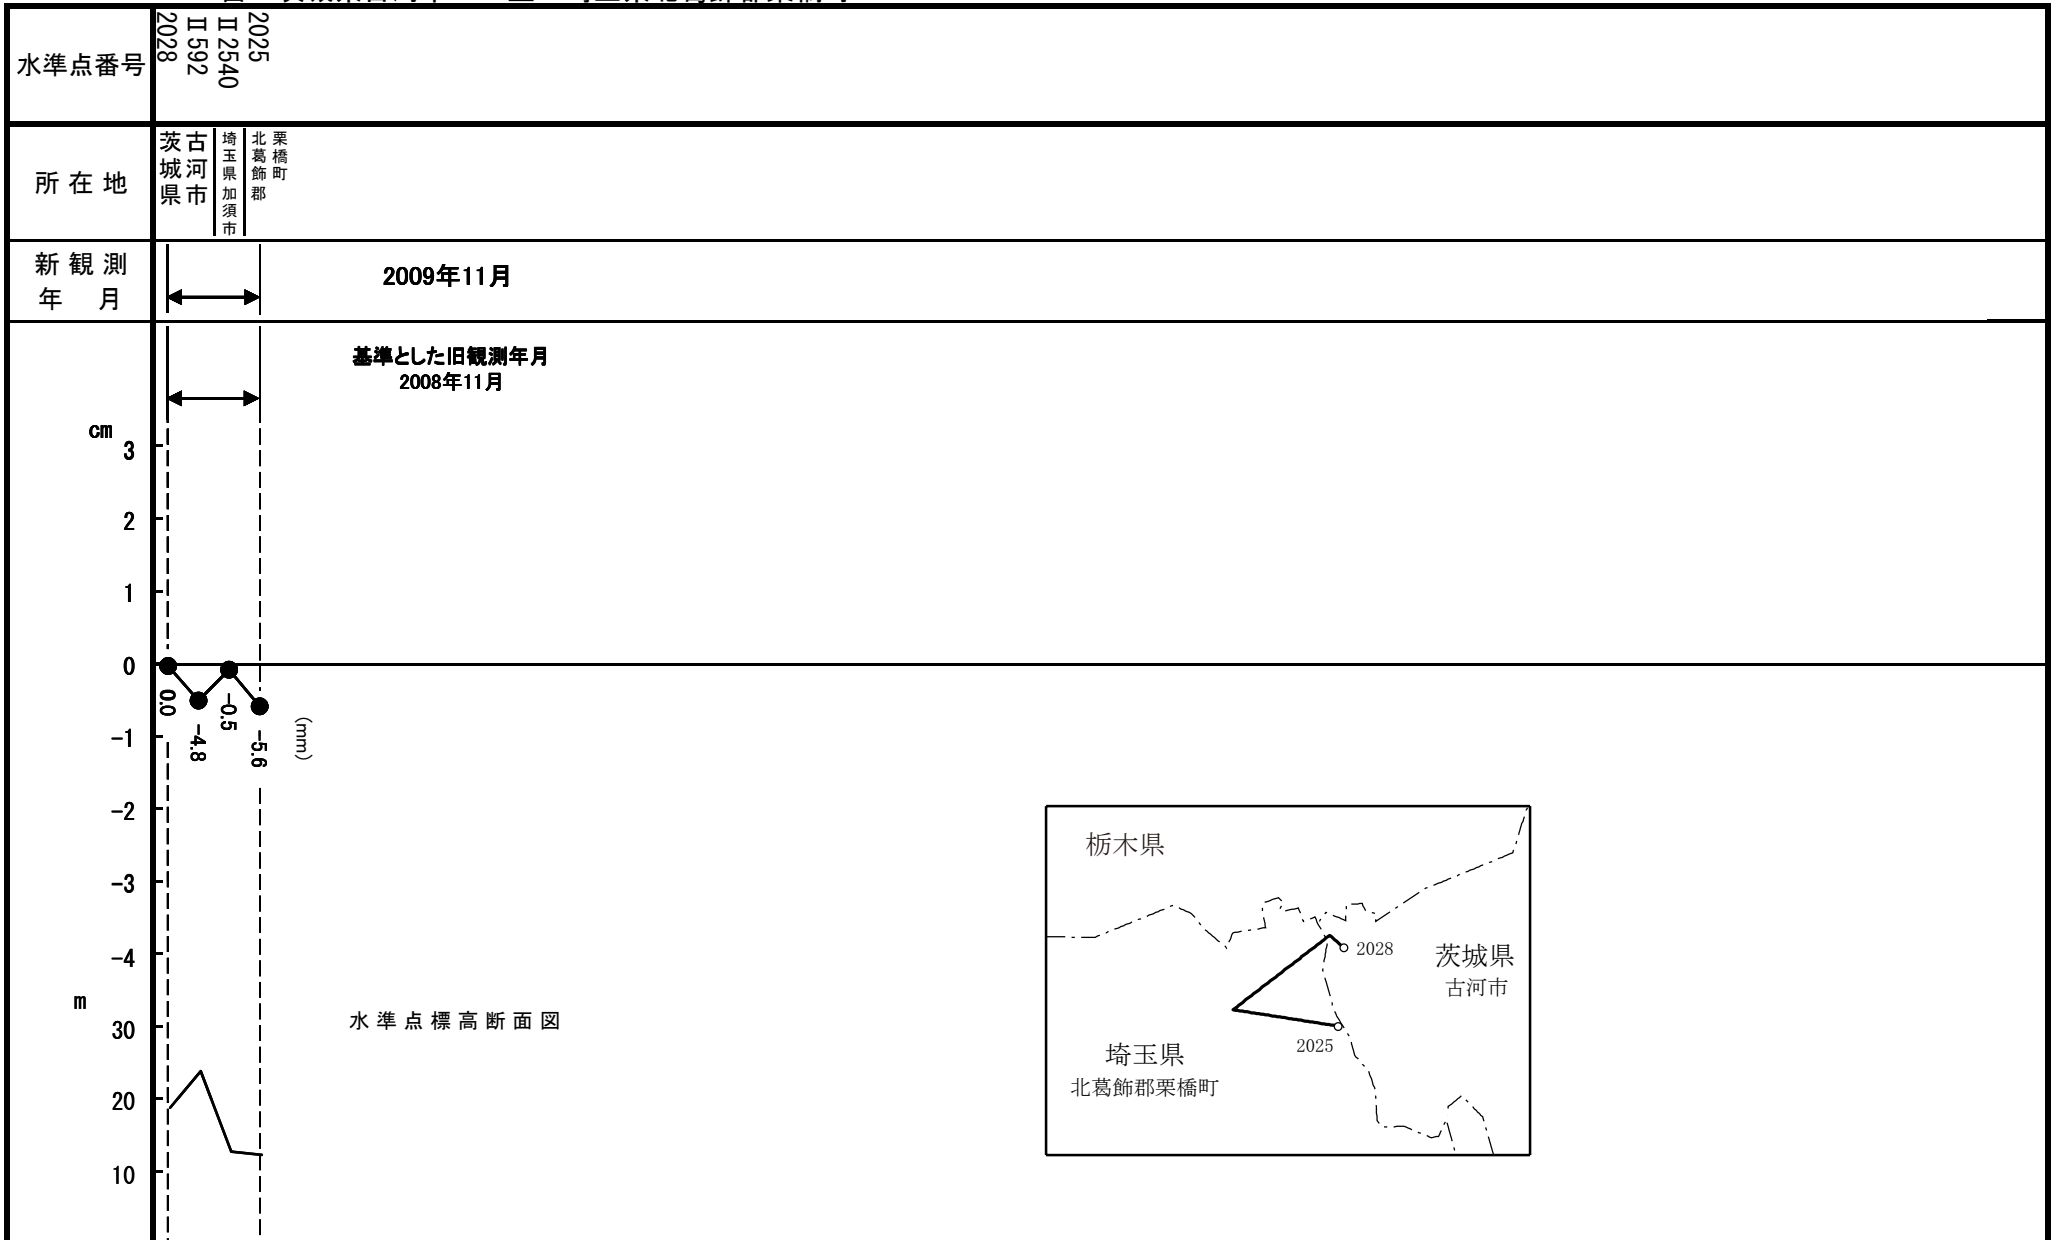 水準点番号
2028
Ⅱ592
Ⅱ2540
2025
所在地
茨城県
古河市
埼玉県加須市
北葛飾郡
栗橋町
新観測
年 月
2009年11月
基準とした旧観測年月
2008年11月
cm
3
2
1
0
-1
-2
-3
-4
0.0
-4.8
-0.5
-5.6
(mm)
m
30
20
10
水準点標高断面図
栃木県
2028
茨城県
古河市
2025
埼玉県
北葛飾郡栗橋町